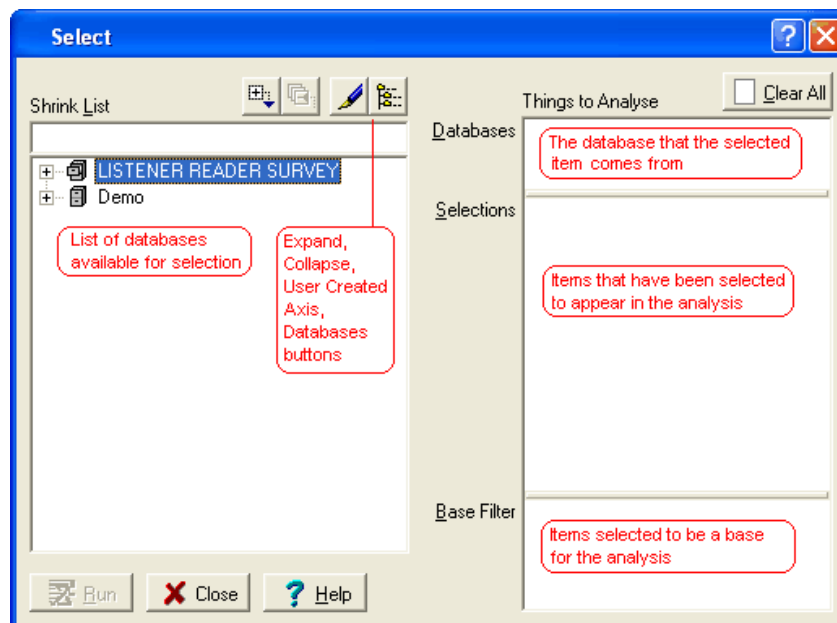 Select
Shrink List
LISTENER READER SURVEY
Demo
List of databases
available for selection
Expand,
Collapse,
User Created
Axis,
Databases
buttons
Run
Close
? Help
Things to Analyse
Clear All
Databases
The database that the selected
item comes from
Selections
Items that have been selected
to appear in the analysis
Base Filter
Items selected to be a base
for the analysis